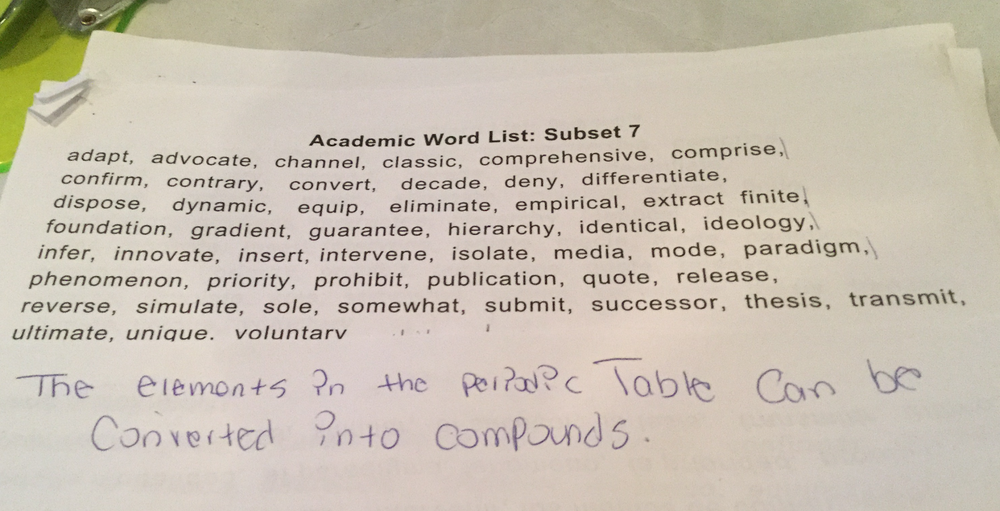 Academic Word List: Subset 7
adapt, advocate, channel, classic, comprehensive, comprise,
confirm, contrary, convert, decade, deny, differentiate,
dispose, dynamic, equip, eliminate, empirical, extract finite,
foundation, gradient, guarantee, hierarchy, identical, ideology,
infer, innovate, insert, intervene, isolate, media, mode, paradigm,
phenomenon, priority, prohibit, publication, quote, release,
reverse, simulate, sole, somewhat, submit, successor, thesis, transmit,
ultimate, unique. voluntary
The elements in the periodic Table Can be
Converted into compounds.